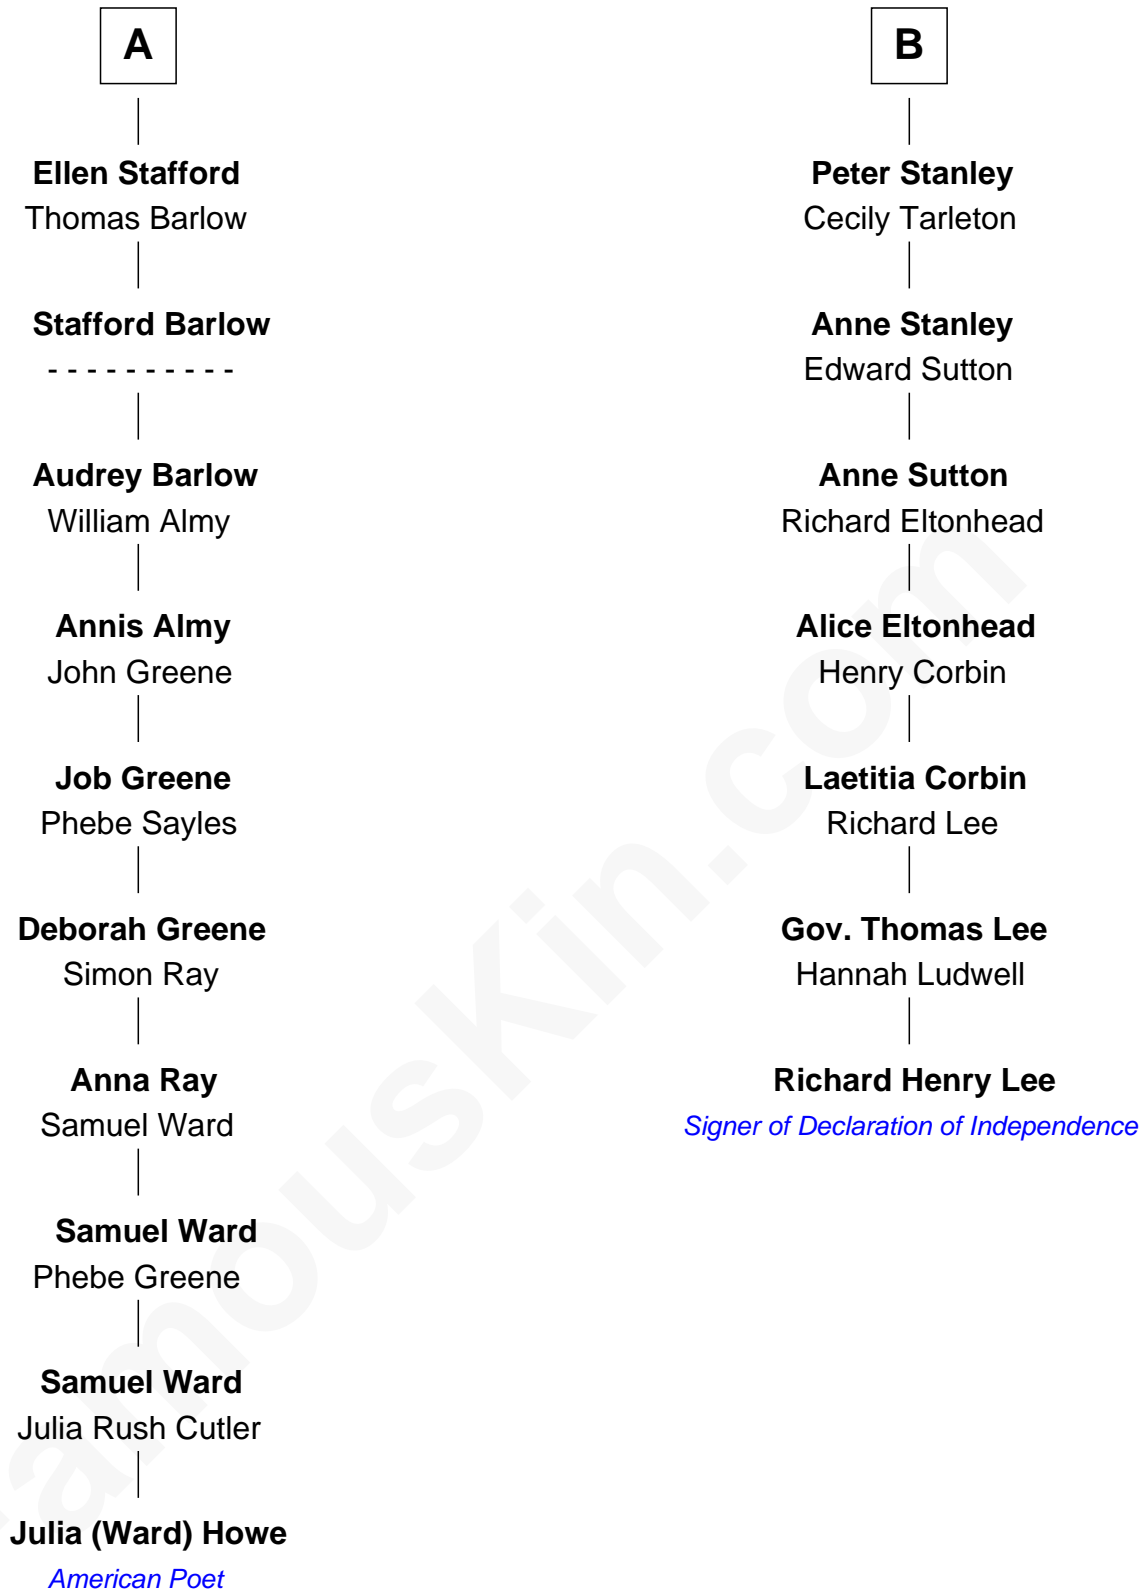 A
Ellen Stafford
Thomas Barlow
Stafford Barlow
- - - - - - - - - -
Audrey Barlow
William Almy
Annis Almy
John Greene
Job Greene
Phebe Sayles
Deborah Greene
Simon Ray
Anna Ray
Samuel Ward
Samuel Ward
Phebe Greene
Samuel Ward
Julia Rush Cutler
Julia (Ward) Howe
American Poet
B
Peter Stanley
Cecily Tarleton
Anne Stanley
Edward Sutton
Anne Sutton
Richard Eltonhead
Alice Eltonhead
Henry Corbin
Laetitia Corbin
Richard Lee
Gov. Thomas Lee
Hannah Ludwell
Richard Henry Lee
Signer of Declaration of Independence
FamousKin.com